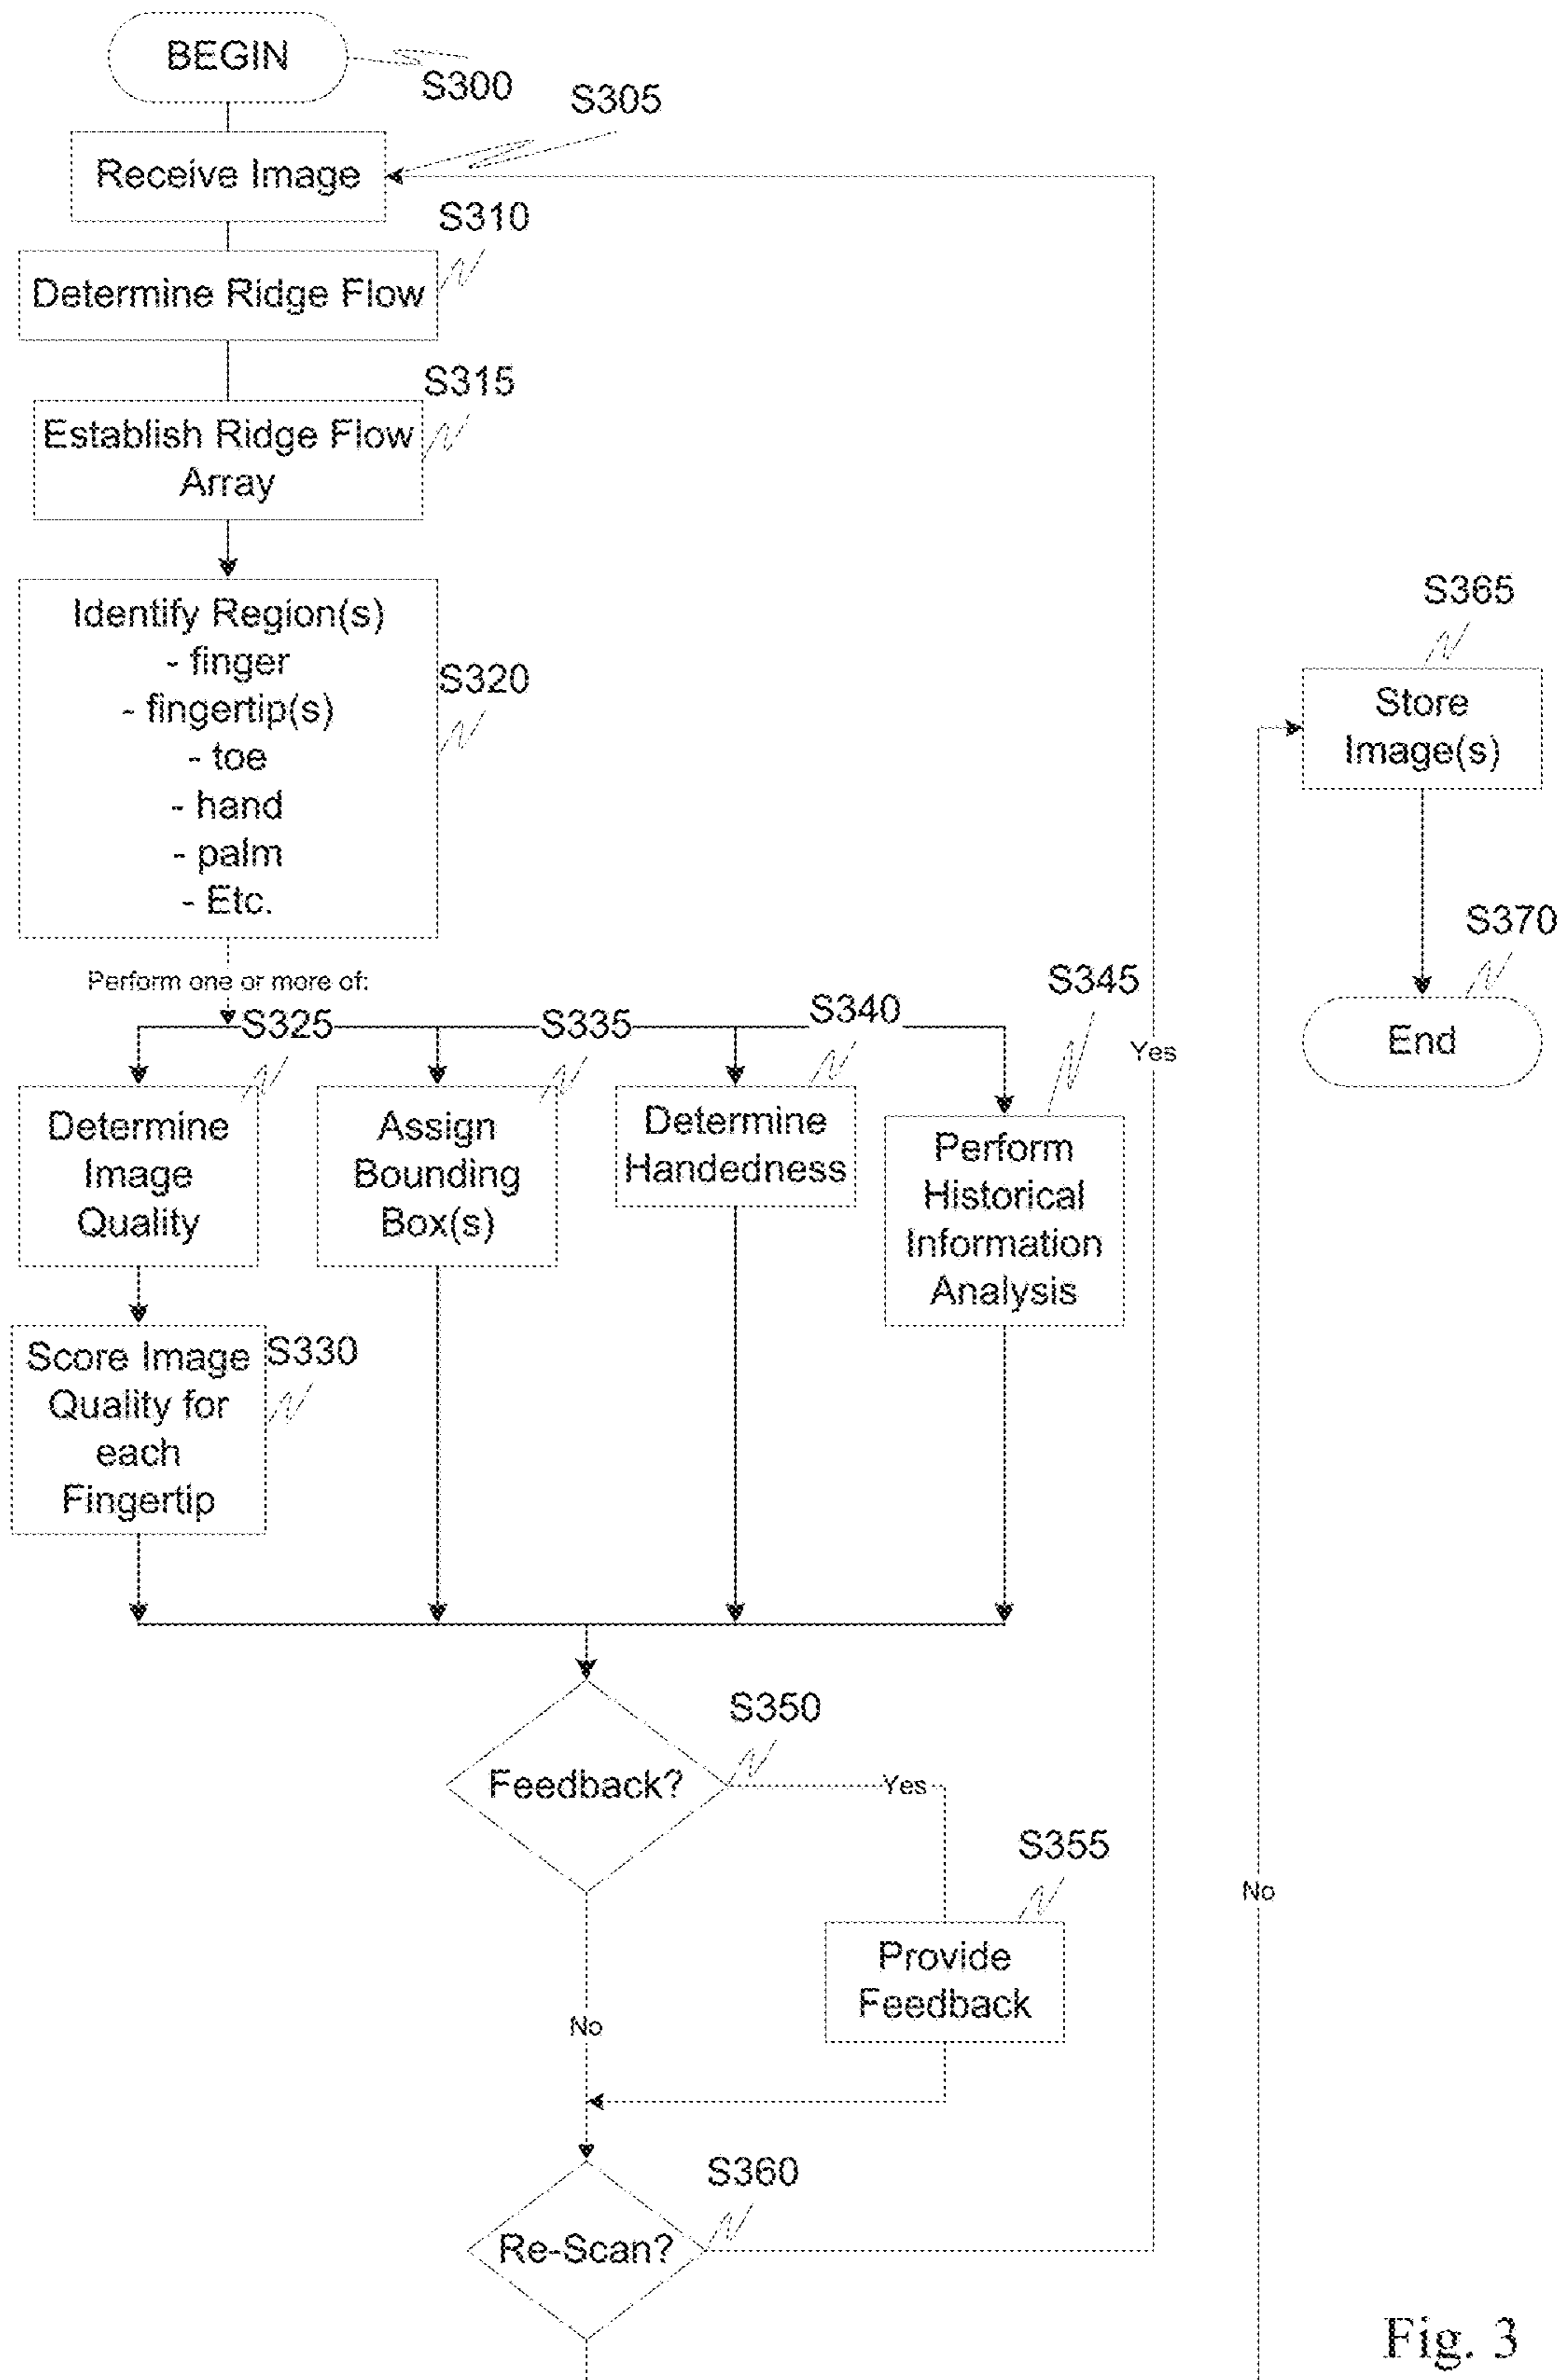 BEGIN
S300
S305
Receive Image
S310
Determine Ridge Flow
S315
Establish Ridge Flow
Array
Identify Region(s)
- finger
- fingertip(s)
- toe
- hand
- palm
- Etc.
S320
S365
Store
Image(s)
S370
End
Perform one or more of:
S325
S335
S340
S345
Yes
Determine
Image
Quality
Assign
Bounding
Box(s)
Determine
Handedness
Perform
Historical
Information
Analysis
Score Image
Quality for
each
Fingertip
S330
Feedback?
S350
Yes
S355
Provide
Feedback
No
No
S360
Re-Scan?
Fig. 3